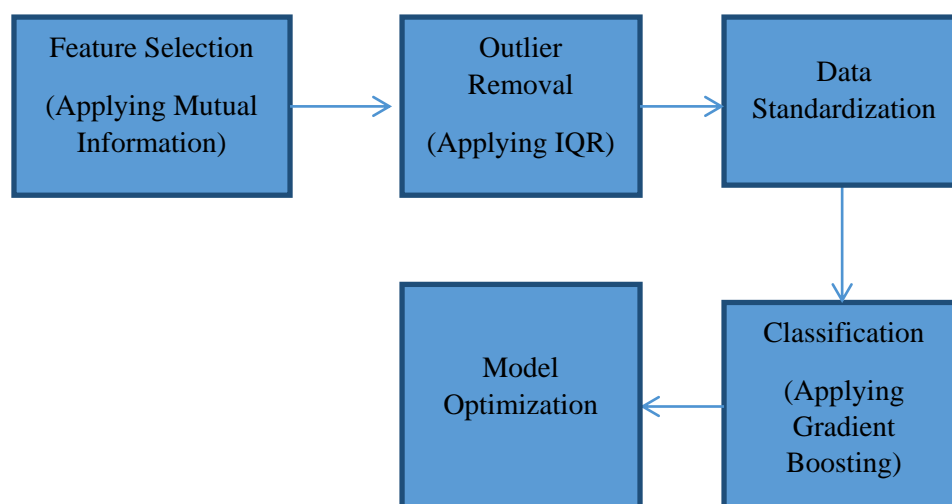 Feature Selection
(Applying Mutual
Information)
Outlier
Removal
(Applying IQR)
Data
Standardization
Classification
(Applying
Gradient
Boosting)
Model
Optimization